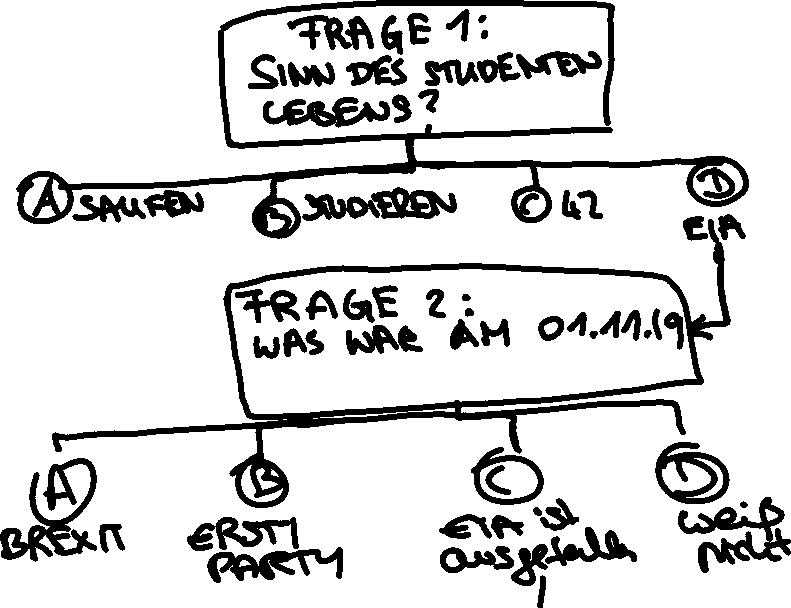 FRAGE 1:
SINN DES STUDENTEN
LEBENS?
A SAUFEN B STUDIEREN C 42 D
EIA
FRAGE 2:
WAS WAR AM 01.11.19
A B C D
BREXIT ERSTI PARTY EIA ist ausgefallen weiß nicht